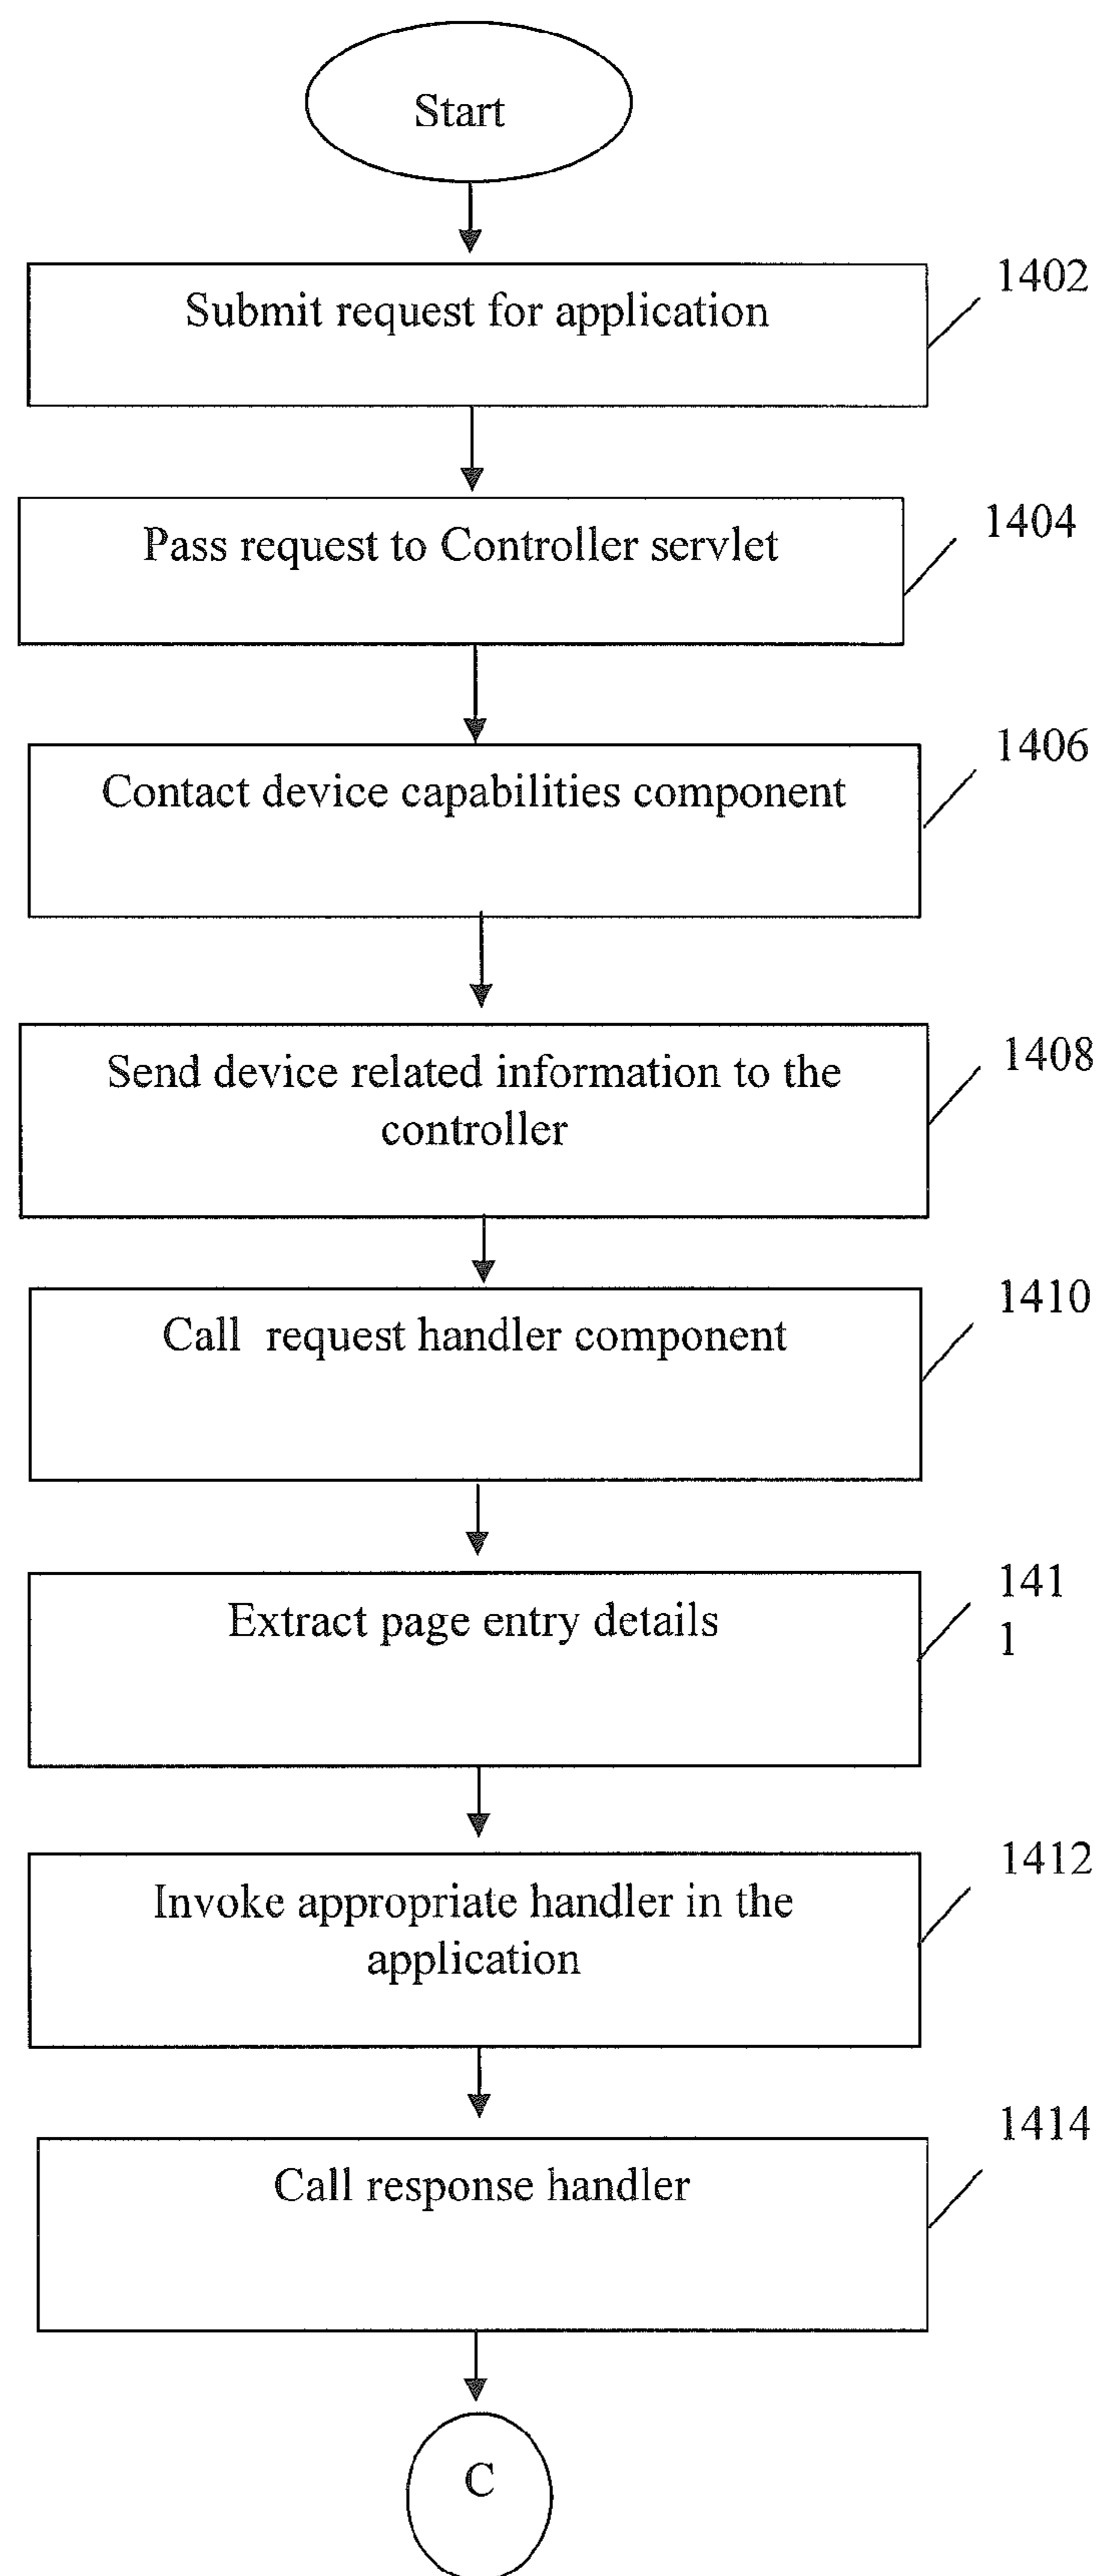 Start
1402
Submit request for application
1404
Pass request to Controller servlet
1406
Contact device capabilities component
1408
Send device related information to the
controller
1410
Call request handler component
141
1
Extract page entry details
1412
Invoke appropriate handler in the
application
1414
Call response handler
C